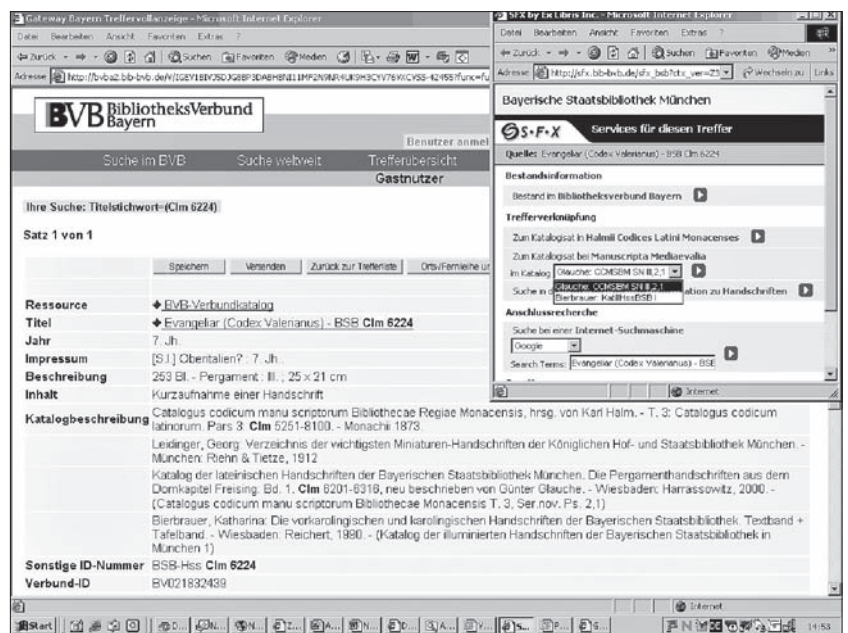 Gateway Bayern Treffervollanzeige - Microsoft Internet Explorer
Datei Bearbeiten Ansicht Favoriten Extras ?
Zurück Suchen Favoriten Medien
Adresse
BVB BibliotheksVerbund
Bayern
Benutzer anmel
Suche im BVB Suche weltweit Trefferübersicht
Gastnutzer
Ihre Suche: Titelstichwort=(Clm 6224)
Satz 1 von 1
Speichern Versenden Zurück zur Trefferliste Orts-/Fernleihe
Ressource BVB-Verbundkatalog
Titel Evangeliar (Codex Valerianus) - BSB Clm 6224
Jahr 7. Jh.
Impressum [S.l.] Oberitalien? : 7. Jh.
Beschreibung 253 Bl. - Pergament : Ill. ; 25 x 21 cm
Inhalt Kurzaufnahme einer Handschrift
Katalogbeschreibung Catalogus codicum manu scriptorum Bibliothecae Regiae Monacensis, hrsg. von Karl Halm. - T. 3: Catalogus codicum
latinorum. Pars 3. Clm 5251-8100. - Monachii 1873.
Leidinger, Georg: Verzeichnis der wichtigsten Miniaturen-Handschriften der Königlichen Hof- und Staatsbibliothek München. -
München: Riehn & Tietze, 1912
Katalog der lateinischen Handschriften der Bayerischen Staatsbibliothek München. Die Pergamenthandschriften aus dem
Domkapitel Freising: Bd. 1. Clm 6201-6316, neu beschrieben von Günter Glauche. - Wiesbaden: Harrassowitz, 2000. -
(Catalogus codicum manu scriptorum Bibliothecae Monacensis T. 3, Ser.nov. Ps. 2,1)
Bierbrauer, Katharina: Die vorkarolingischen und karolingischen Handschriften der Bayerischen Staatsbibliothek. Textband +
Tafelband. - Wiesbaden: Reichert, 1990. - (Katalog der illuminierten Handschriften der Bayerischen Staatsbibliothek in
München 1)
Sonstige ID-Nummer BSB-Hss Clm 6224
Verbund-ID BV021832439
Internet
Start 14:53
SFX by Ex Libris Inc. - Microsoft Internet Explorer
Datei Bearbeiten Ansicht Favoriten Extras ?
Zurück Suchen Favoriten Medien
Adresse Wechseln zu Links
Bayerische Staatsbibliothek München
S·F·X Services für diesen Treffer
Quelle: Evangeliar (Codex Valerianus) - BSB Clm 6224
Bestandsinformation
Bestand im Bibliotheksverbund Bayern
Trefferverknüpfung
Zum Katalogisat in Halmii Codices Latini Monacenses
Zum Katalogisat bei Manuscripta Mediaevalia
im Katalog Glauche: CCMSBM SN III,2,1
Glauche: CCMSBM SN III,2,1
Bierbrauer: KatIllHssBSB I
Suche in d ation zu Handschriften
Anschlussrecherche
Suche bei einer Internet-Suchmaschine
Google
Search Terms: Evangeliar (Codex Valerianus) - BSE
Internet